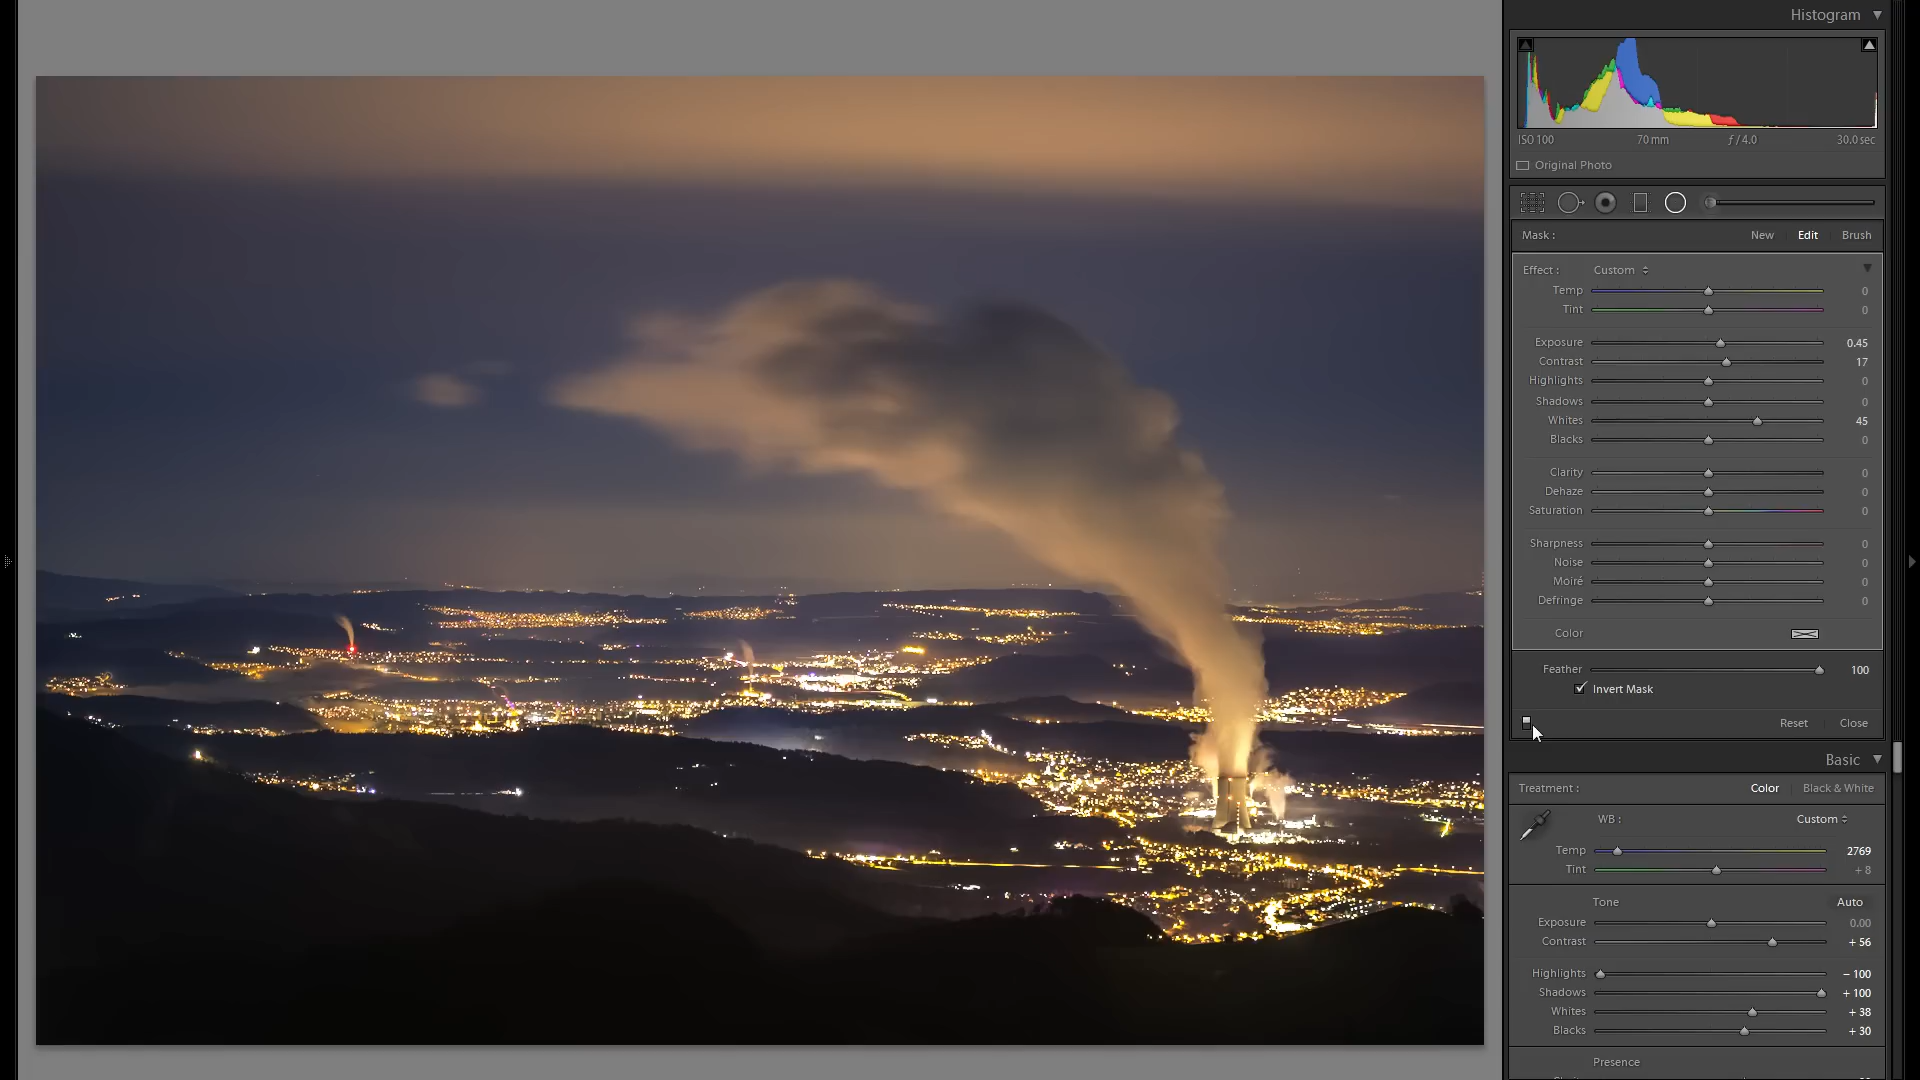 Histogram
ISO 100 70 mm ƒ / 4.0 30.0 sec
Original Photo
Mask : New Edit Brush
Effect : Custom
Temp 0
Tint 0
Exposure 0.45
Contrast 17
Highlights 0
Shadows 0
Whites 45
Blacks 0
Clarity 0
Dehaze 0
Saturation 0
Sharpness 0
Noise 0
Moiré 0
Defringe 0
Color
Feather 100
Invert Mask
Reset Close
Basic
Treatment : Color Black & White
WB : Custom
Temp 2769
Tint + 8
Tone Auto
Exposure 0.00
Contrast + 56
Highlights − 100
Shadows + 100
Whites + 38
Blacks + 30
Presence